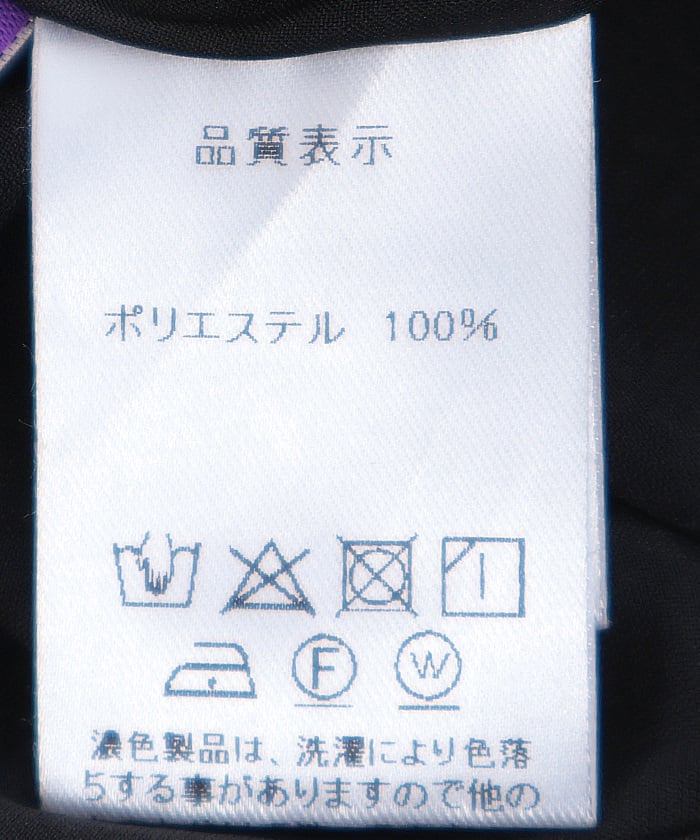 品質表示
ポリエステル 100%
F W
濃色製品は、洗濯により色落
ちする事がありますので他の